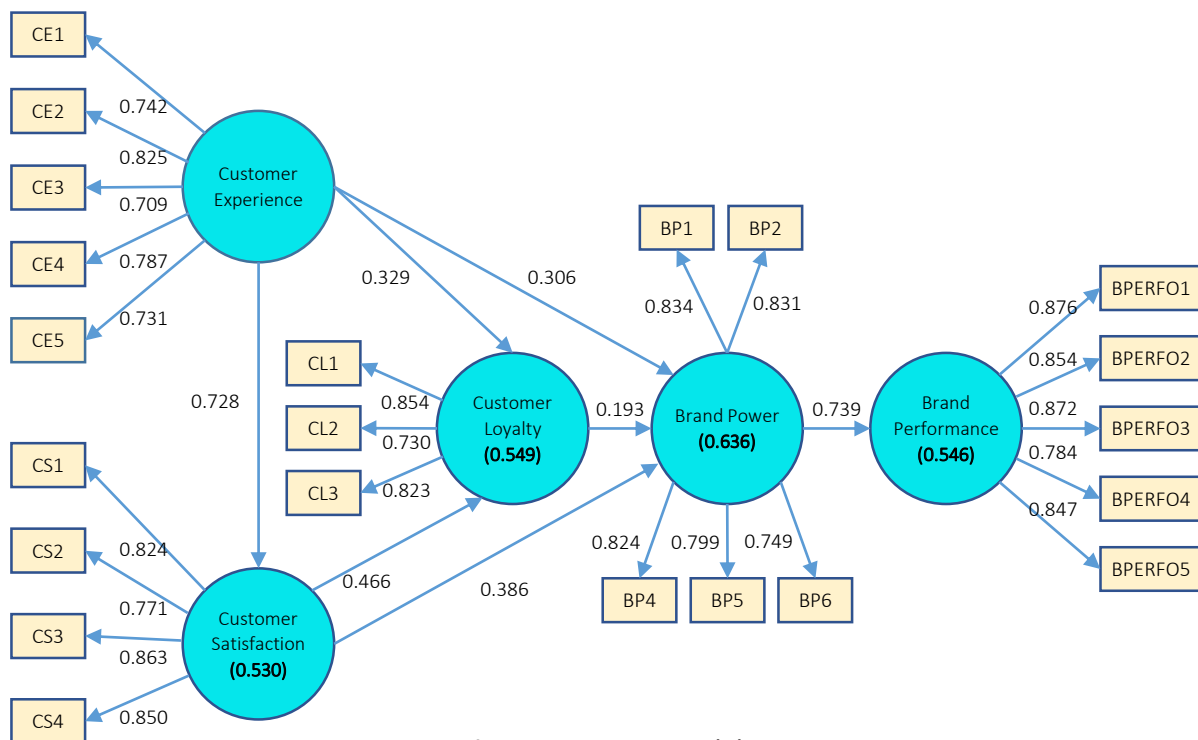 CE1
CE2
CE3
CE4
CE5
0.742
0.825
0.709
0.787
0.731
Customer
Experience
0.329
0.306
0.728
CS1
CS2
CS3
CS4
0.824
0.771
0.863
0.850
Customer
Satisfaction
(0.530)
0.466
0.386
CL1
CL2
CL3
0.854
0.730
0.823
Customer
Loyalty
(0.549)
0.193
BP1
BP2
0.834
0.831
Brand Power
(0.636)
0.824
0.799
0.749
BP4
BP5
BP6
0.739
Brand
Performance
(0.546)
0.876
0.854
0.872
0.784
0.847
BPERFO1
BPERFO2
BPERFO3
BPERFO4
BPERFO5